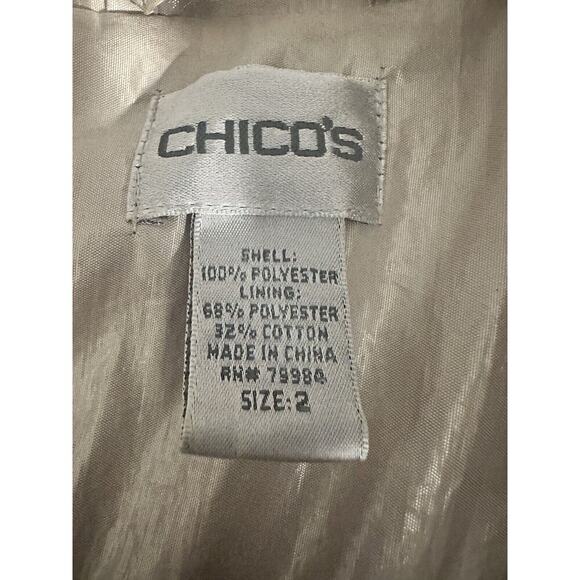 CHICO'S
SHELL:
100% POLYESTER
LINING:
68% POLYESTER
32% COTTON
MADE IN CHINA
RN# 79984
SIZE: 2